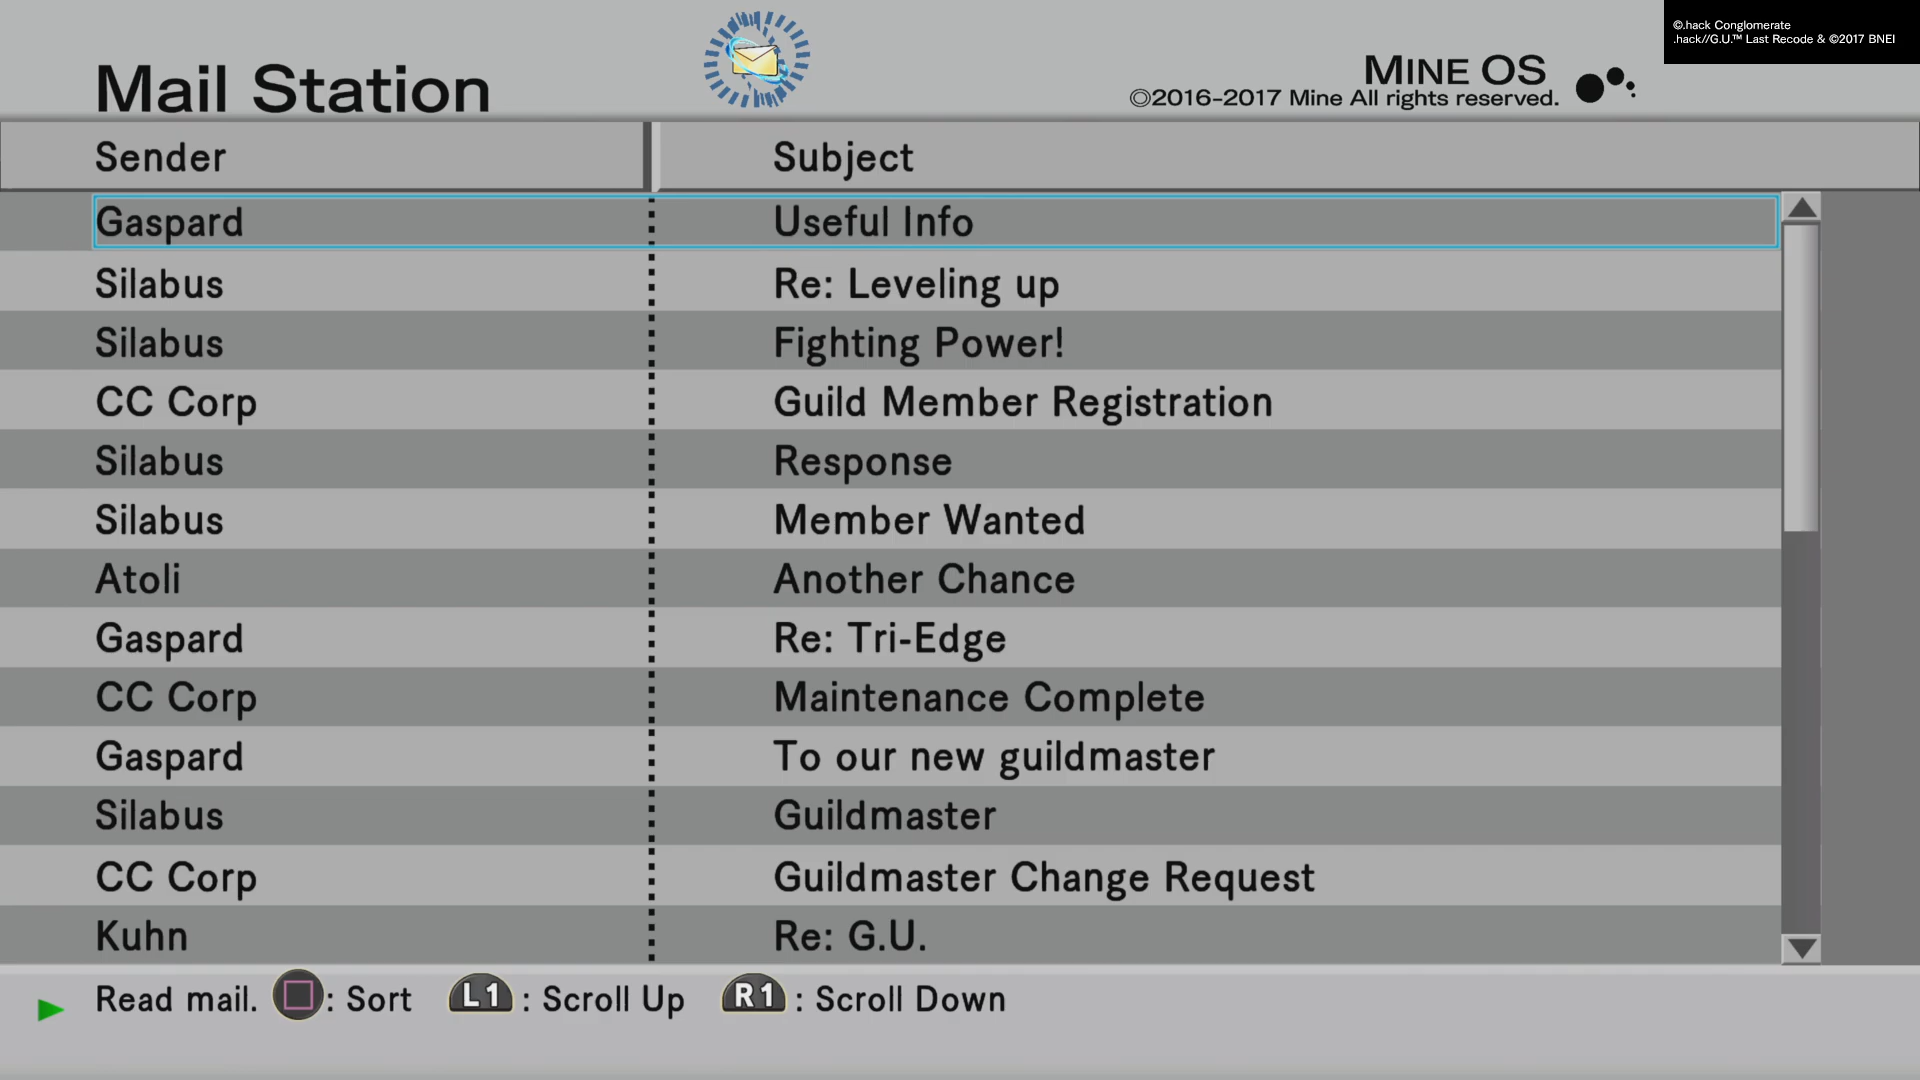 ©.hack Conglomerate
.hack//G.U.™ Last Recode & ©2017 BNEI
Mail Station
MINE OS
©2016-2017 Mine All rights reserved.
Sender Subject
Gaspard Useful Info
Silabus Re: Leveling up
Silabus Fighting Power!
CC Corp Guild Member Registration
Silabus Response
Silabus Member Wanted
Atoli Another Chance
Gaspard Re: Tri-Edge
CC Corp Maintenance Complete
Gaspard To our new guildmaster
Silabus Guildmaster
CC Corp Guildmaster Change Request
Kuhn Re: G.U.
Read mail. : Sort L1 : Scroll Up R1 : Scroll Down